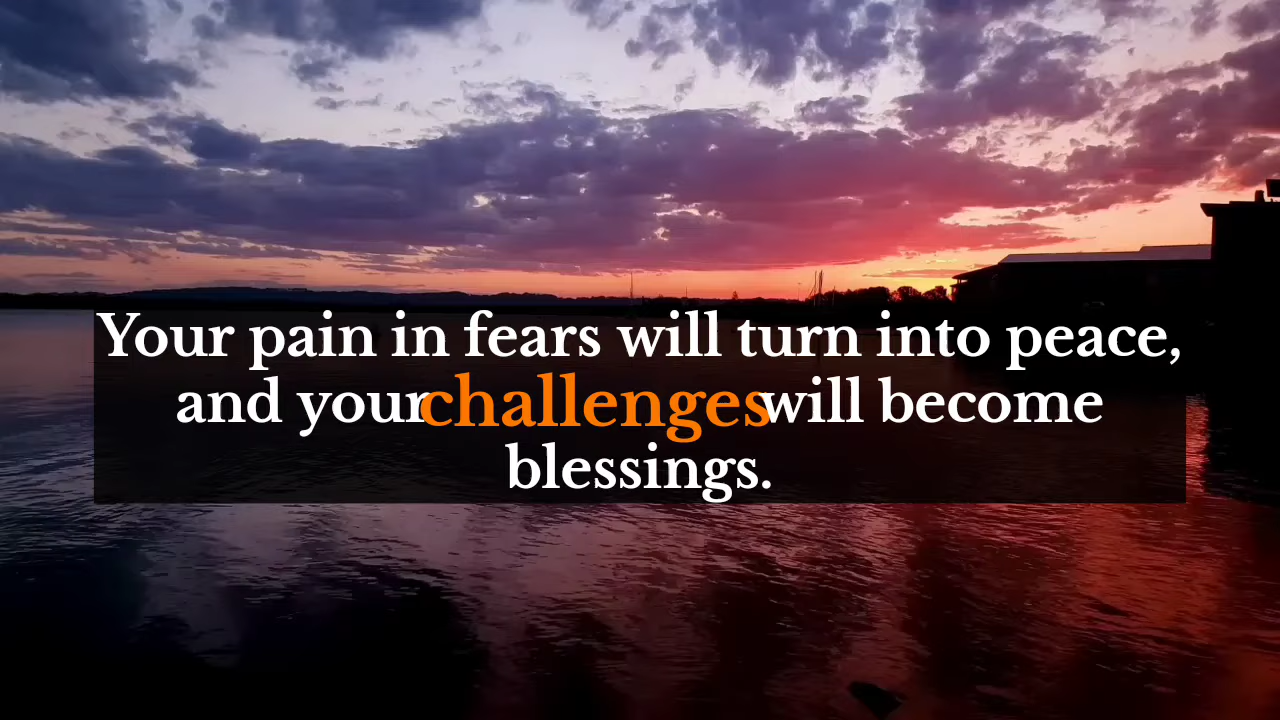 Your pain in fears will turn into peace,
and your challenges will become
blessings.